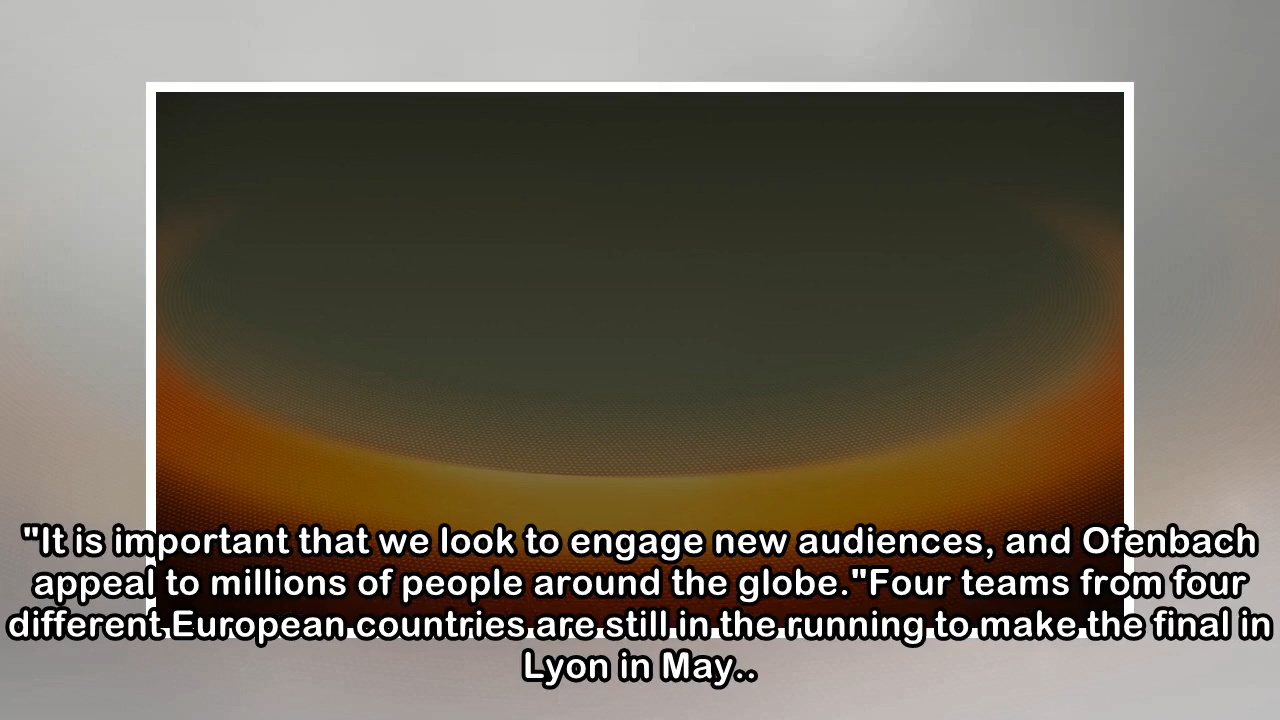 "It is important that we look to engage new audiences, and Ofenbach
appeal to millions of people around the globe."Four teams from four
different European countries are still in the running to make the final in
Lyon in May..